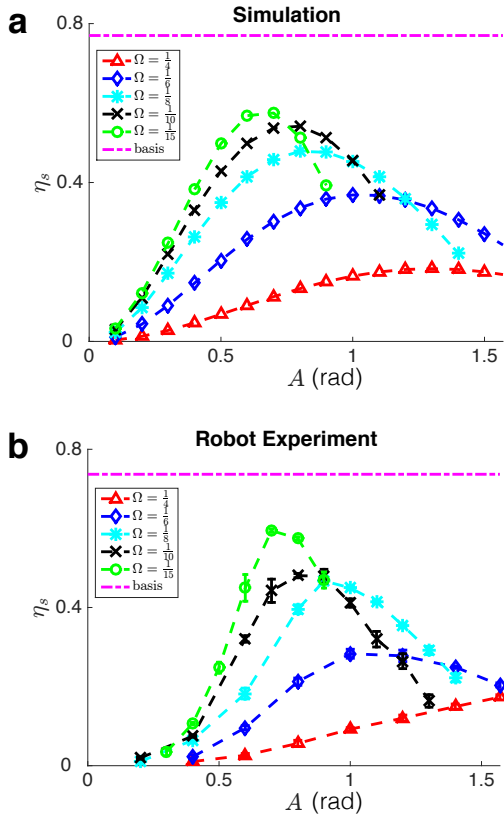 a
Simulation
0.8
Ω = 1/4
Ω = 1/6
Ω = 1/8
Ω = 1/10
Ω = 1/15
basis
η_s
0.4
0
0 0.5 1 1.5
A (rad)
b
Robot Experiment
0.8
Ω = 1/4
Ω = 1/6
Ω = 1/8
Ω = 1/10
Ω = 1/15
basis
η_s
0.4
0
0 0.5 1 1.5
A (rad)